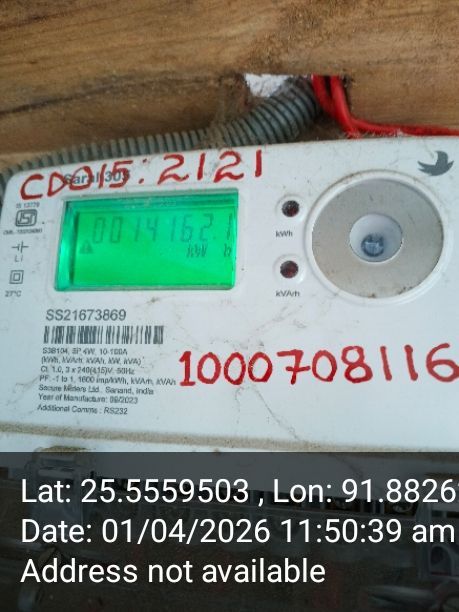 CD015:2121
Saral 305
IS 13779
27°C
00141621
kWh
kWh
kVArh
SS21673869
S3B104, 3P 4W, 10-100A
(kWh, kVArh, kVAh, kW, kVA)
Cl. 1.0, 3 x 240(415)V, 50Hz
PF: -1 to 1, 1600 imp/kWh, kVArh, kVAh
Secure Meters Ltd., Sanand, India
Year of Manufacture: 09/2023
Additional Comms : RS232
1000708116
Lat: 25.5559503 , Lon: 91.8826
Date: 01/04/2026 11:50:39 am
Address not available